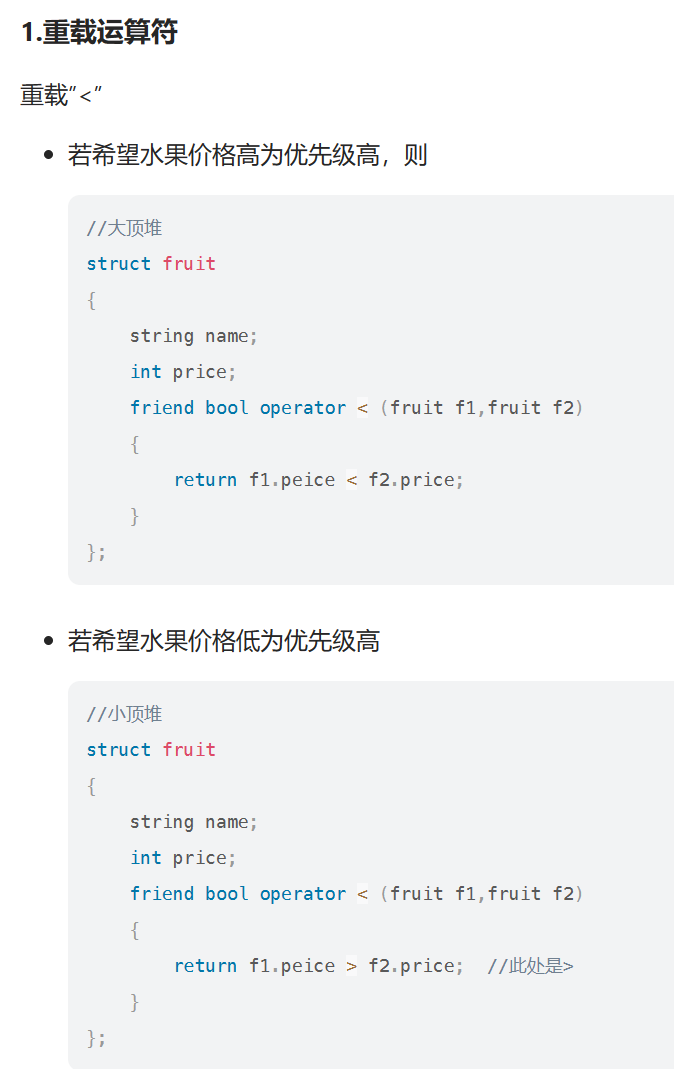 1.重载运算符
重载"<"
若希望水果价格高为优先级高，则
//大顶堆
struct fruit
{
    string name;
    int price;
    friend bool operator < (fruit f1,fruit f2)
    {
        return f1.peice < f2.price;
    }
};
若希望水果价格低为优先级高
//小顶堆
struct fruit
{
    string name;
    int price;
    friend bool operator < (fruit f1,fruit f2)
    {
        return f1.peice > f2.price;  //此处是>
    }
};